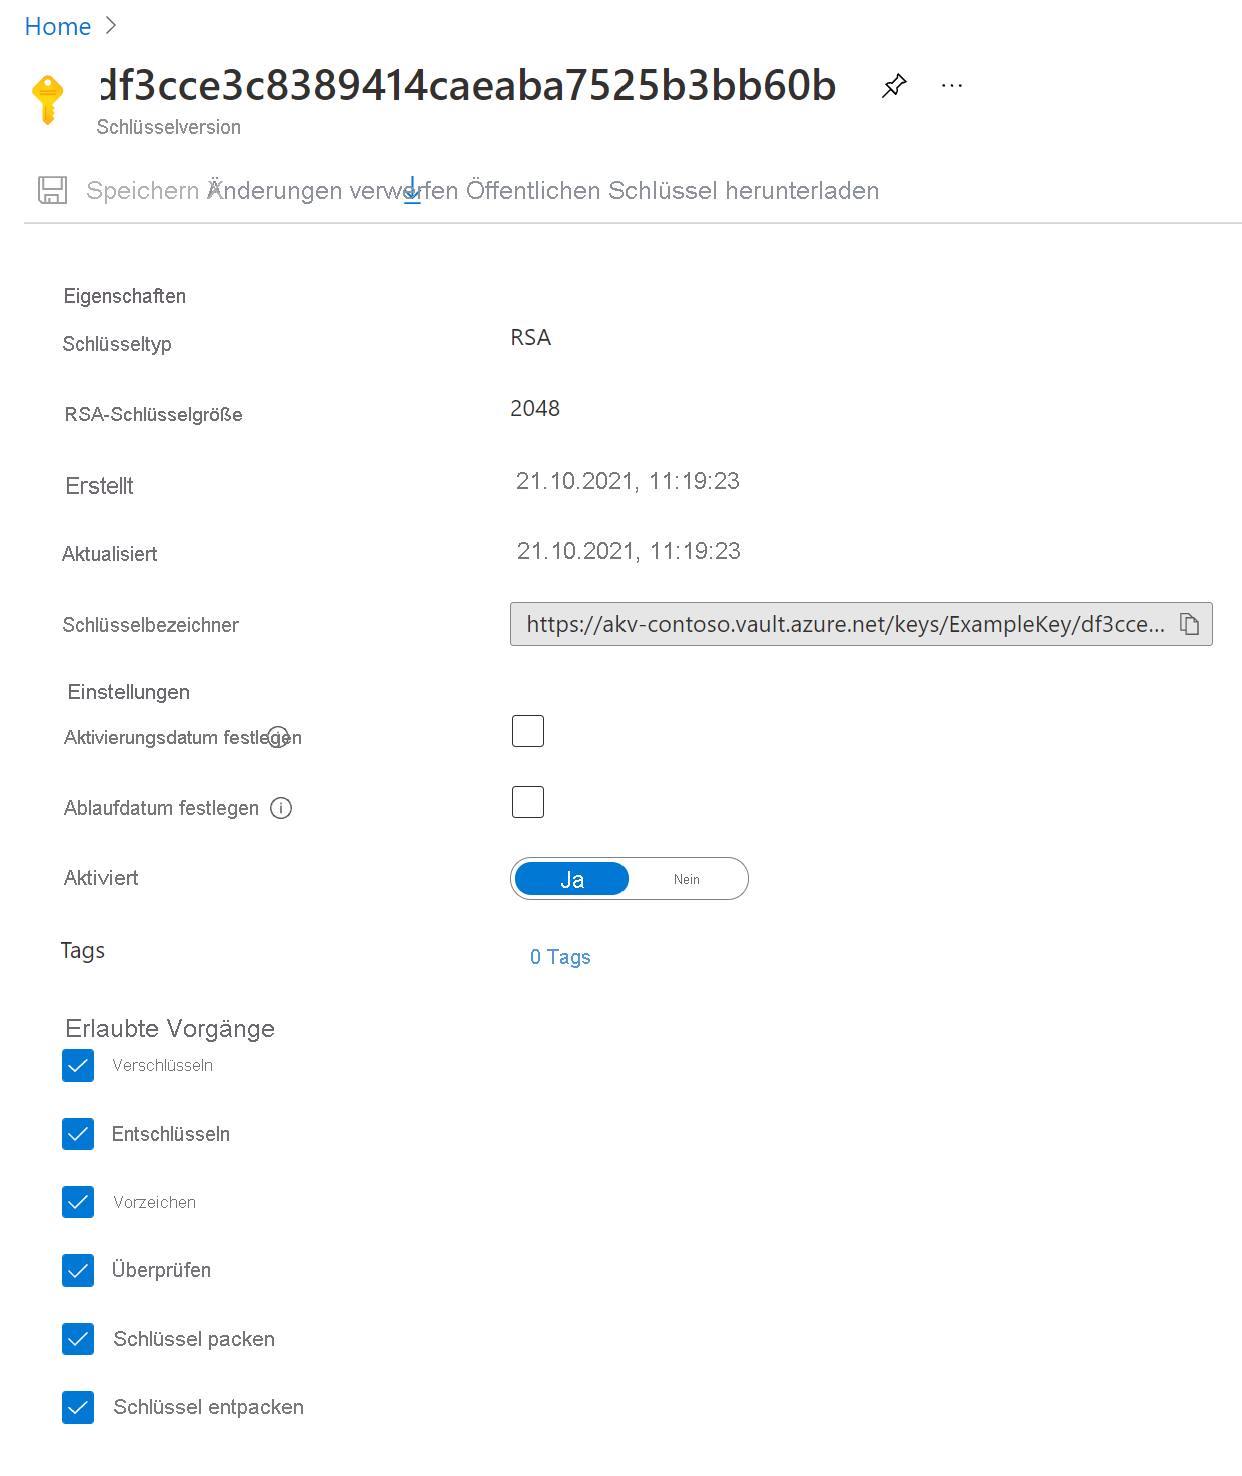 Home
df3cce3c8389414caeaba7525b3bb60b
Schlüsselversion
Speichern Änderungen verwerfen Öffentlichen Schlüssel herunterladen
Eigenschaften
Schlüsseltyp RSA
RSA-Schlüsselgröße 2048
Erstellt 21.10.2021, 11:19:23
Aktualisiert 21.10.2021, 11:19:23
Schlüsselbezeichner https://akv-contoso.vault.azure.net/keys/ExampleKey/df3cce...
Einstellungen
Aktivierungsdatum festlegen
Ablaufdatum festlegen
Aktiviert Ja Nein
Tags 0 Tags
Erlaubte Vorgänge
Verschlüsseln
Entschlüsseln
Vorzeichen
Überprüfen
Schlüssel packen
Schlüssel entpacken